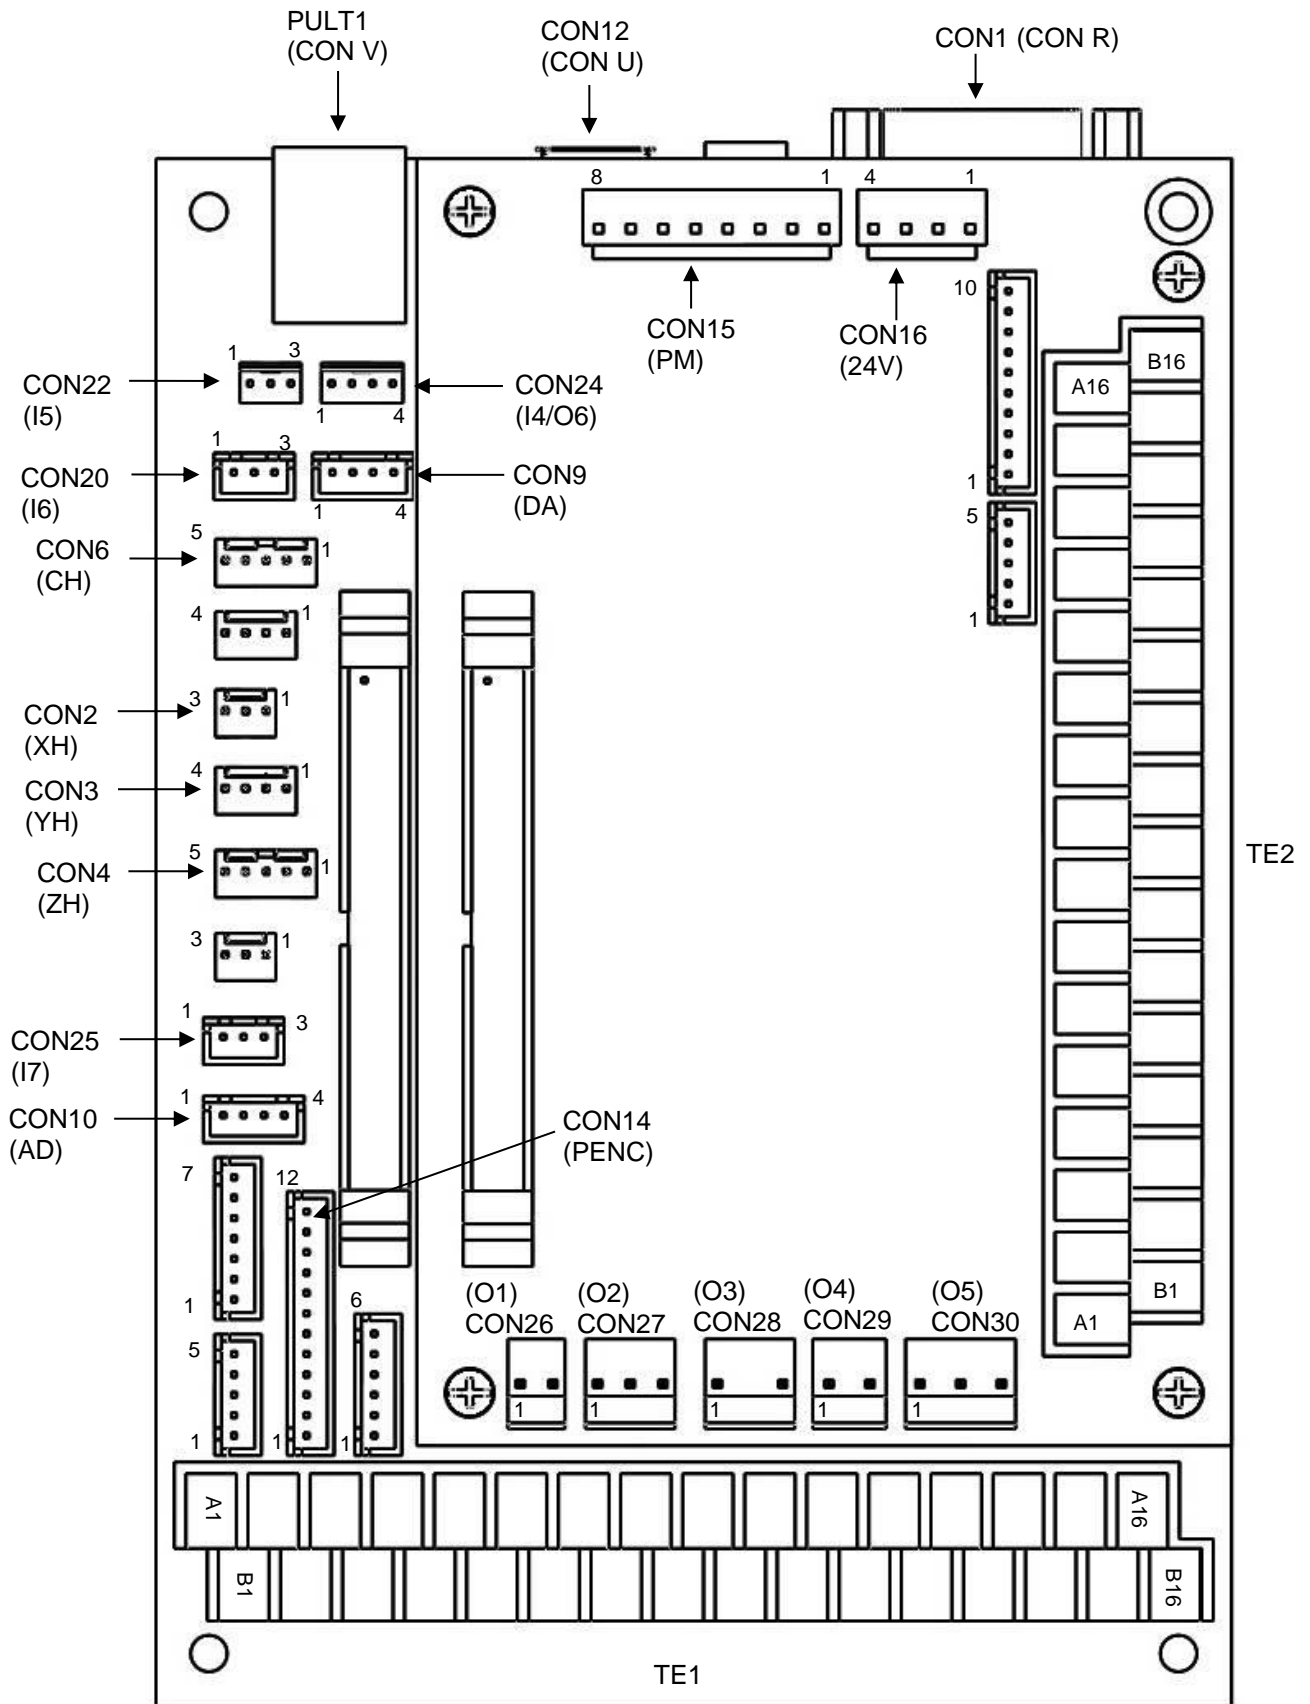 PULT1
(CON V)
CON12
(CON U)
CON1 (CON R)
8
1
4
1
CON15
(PM)
CON16
(24V)
10
1
5
1
B16
A16
1
3
CON22
(I5)
CON24
(I4/O6)
1
4
1
3
CON20
(I6)
CON9
(DA)
1
4
5
1
CON6
(CH)
4
1
3
1
CON2
(XH)
4
1
CON3
(YH)
5
1
CON4
(ZH)
TE2
3
1
1
3
CON25
(I7)
1
4
CON10
(AD)
CON14
(PENC)
7
12
1
6
5
1
1
1
(O1)
CON26
(O2)
CON27
(O3)
CON28
(O4)
CON29
(O5)
CON30
1
1
1
1
1
B1
A1
A1
A16
B1
B16
TE1